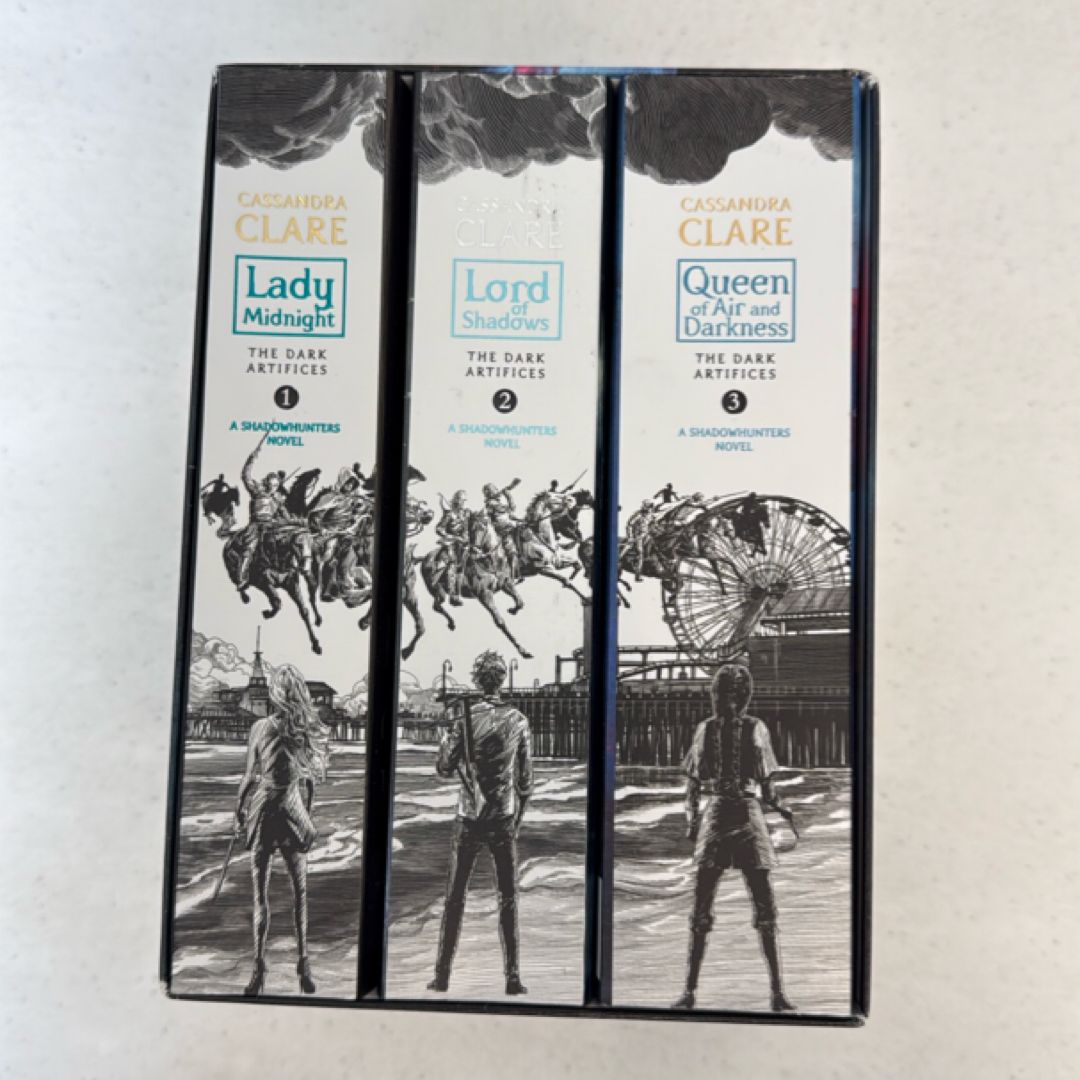 CASSANDRA
CLARE
Lady
Midnight
THE DARK
ARTIFICES
1
A SHADOWHUNTERS
NOVEL
CASSANDRA
CLARE
Lord
of
Shadows
THE DARK
ARTIFICES
2
A SHADOWHUNTERS
NOVEL
CASSANDRA
CLARE
Queen
of Air and
Darkness
THE DARK
ARTIFICES
3
A SHADOWHUNTERS
NOVEL